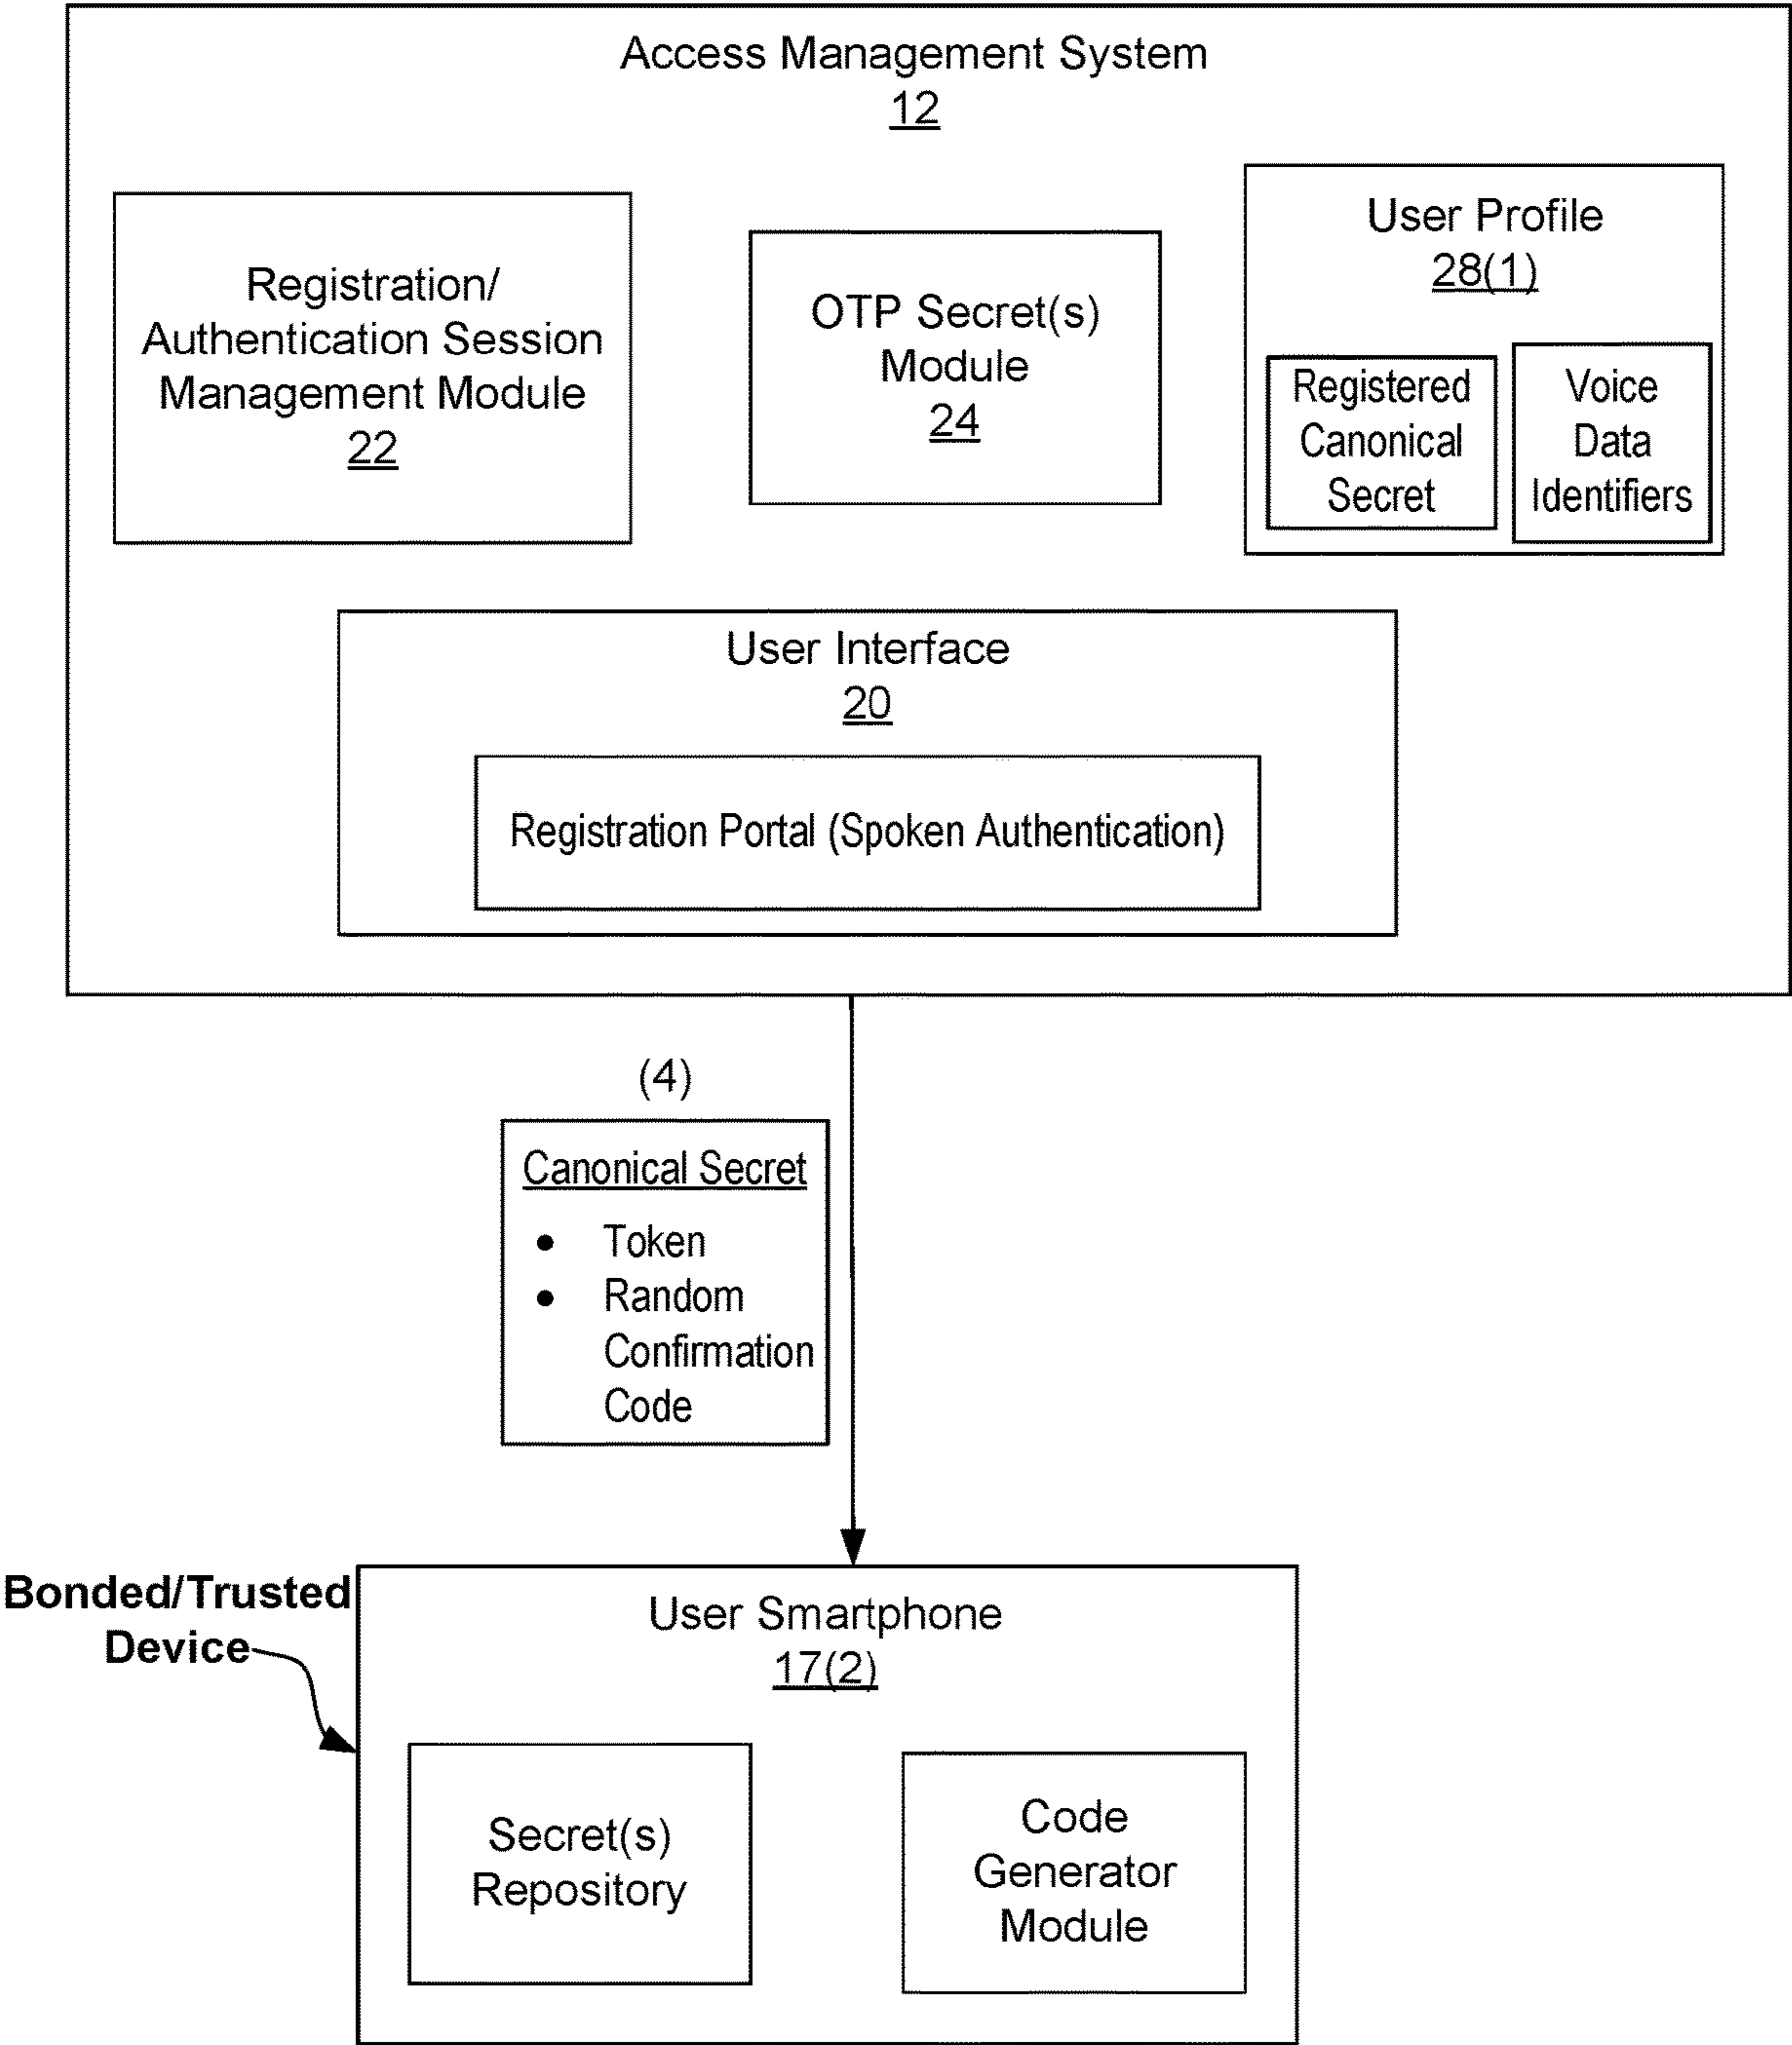 Access Management System
12
Registration/
Authentication Session
Management Module
22
OTP Secret(s)
Module
24
User Profile
28(1)
Registered
Canonical
Secret
Voice
Data
Identifiers
User Interface
20
Registration Portal (Spoken Authentication)
(4)
Canonical Secret
• Token
• Random
Confirmation
Code
Bonded/Trusted
Device
User Smartphone
17(2)
Secret(s)
Repository
Code
Generator
Module